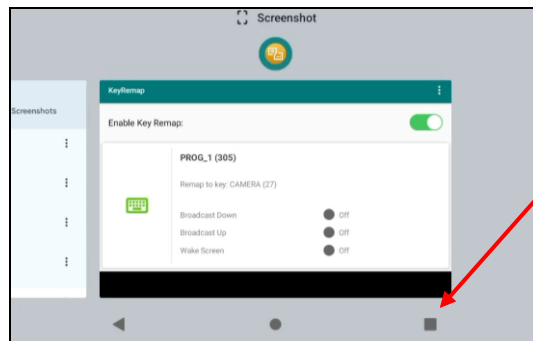 Screenshot
KeyRemap
Screenshots
Enable Key Remap:
PROG_1 (305)
Remap to key: CAMERA (27)
Broadcast Down Off
Broadcast Up Off
Wake Screen Off